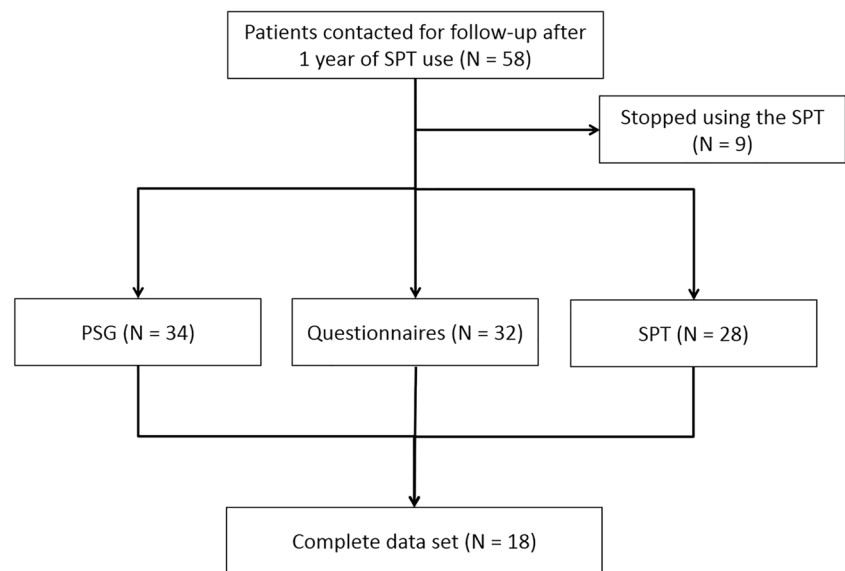 Patients contacted for follow-up after
1 year of SPT use (N = 58)
Stopped using the SPT
(N = 9)
PSG (N = 34)
Questionnaires (N = 32)
SPT (N = 28)
Complete data set (N = 18)